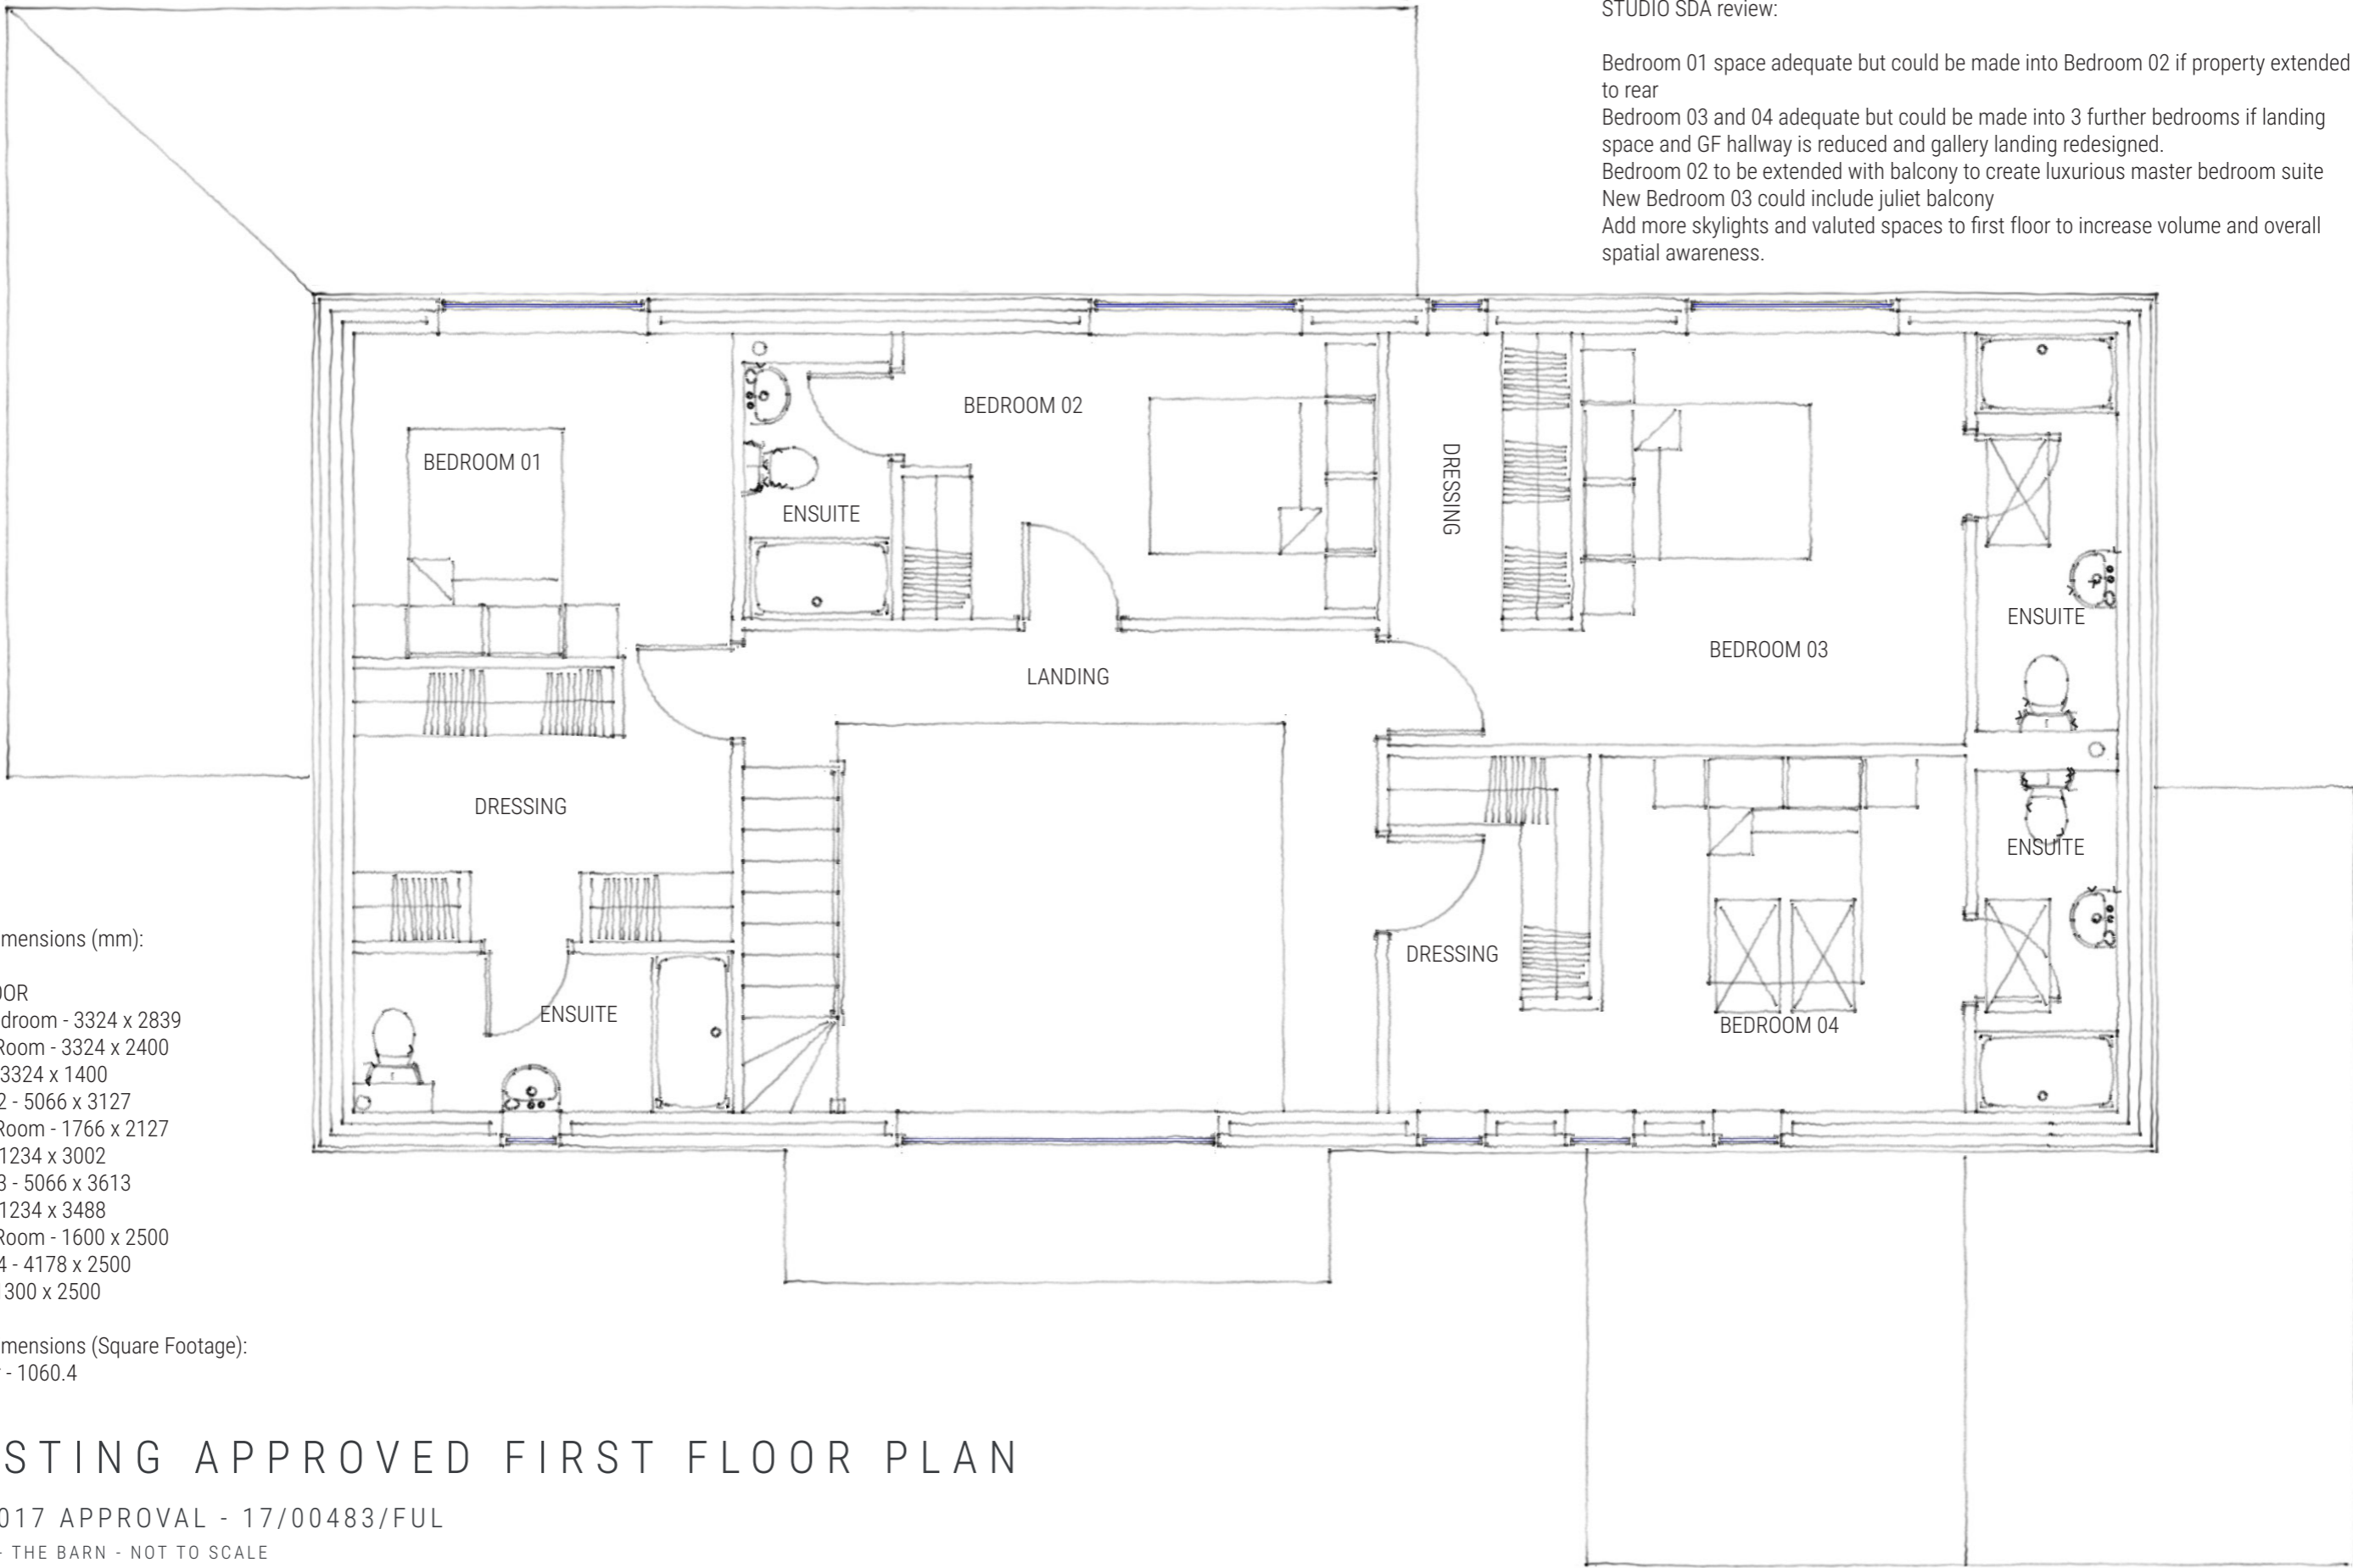 STUDIO SDA review:
Bedroom 01 space adequate but could be made into Bedroom 02 if property extended
to rear
Bedroom 03 and 04 adequate but could be made into 3 further bedrooms if landing
space and GF hallway is reduced and gallery landing redesigned.
Bedroom 02 to be extended with balcony to create luxurious master bedroom suite
New Bedroom 03 could include juliet balcony
Add more skylights and valuted spaces to first floor to increase volume and overall
spatial awareness.
BEDROOM 01
BEDROOM 02
ENSUITE
DRESSING
BEDROOM 03
ENSUITE
LANDING
DRESSING
ENSUITE
DRESSING
BEDROOM 04
ENSUITE
mensions (mm):
OOR
edroom - 3324 x 2839
Room - 3324 x 2400
3324 x 1400
2 - 5066 x 3127
Room - 1766 x 2127
1234 x 3002
3 - 5066 x 3613
1234 x 3488
Room - 1600 x 2500
4 - 4178 x 2500
1300 x 2500
mensions (Square Footage):
- 1060.4
STING APPROVED FIRST FLOOR PLAN
017 APPROVAL - 17/00483/FUL
- THE BARN - NOT TO SCALE